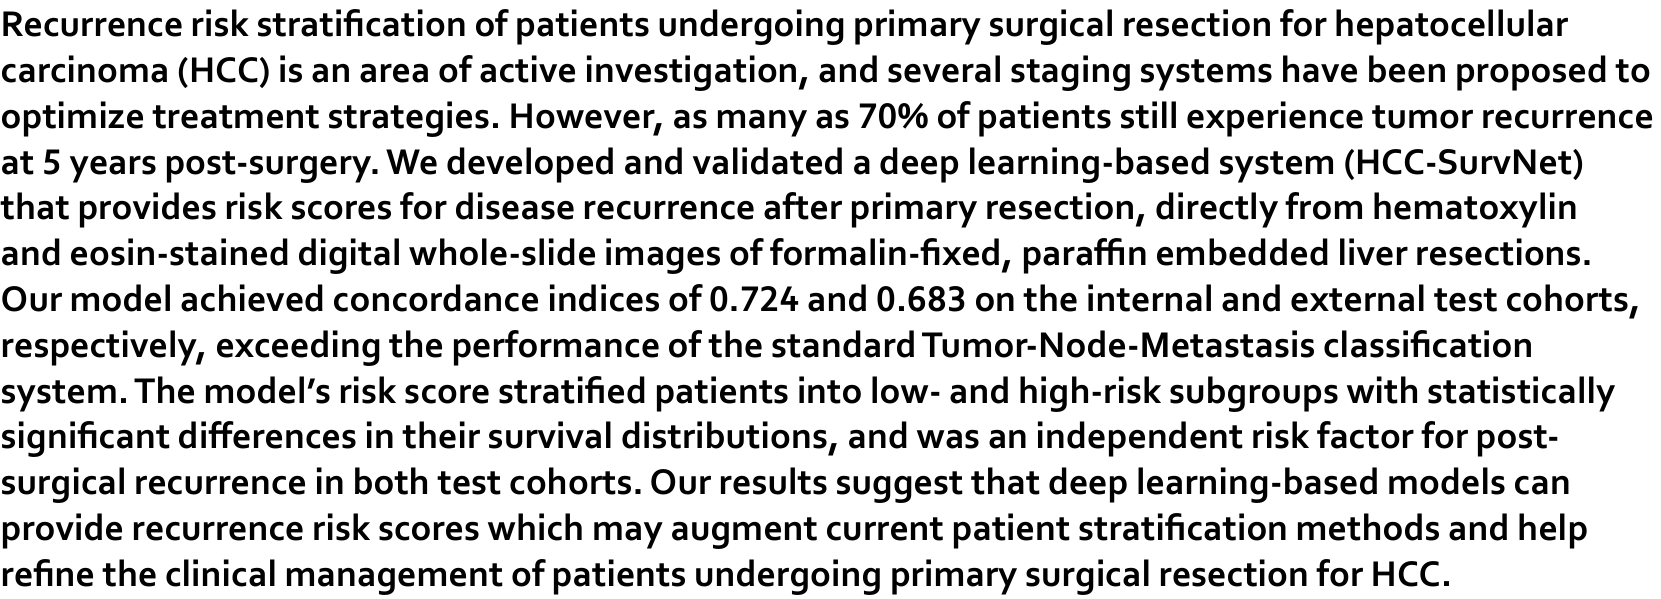 Recurrence risk stratification of patients undergoing primary surgical resection for hepatocellular
carcinoma (HCC) is an area of active investigation, and several staging systems have been proposed to
optimize treatment strategies. However, as many as 70% of patients still experience tumor recurrence
at 5 years post-surgery. We developed and validated a deep learning-based system (HCC-SurvNet)
that provides risk scores for disease recurrence after primary resection, directly from hematoxylin
and eosin-stained digital whole-slide images of formalin-fixed, paraffin embedded liver resections.
Our model achieved concordance indices of 0.724 and 0.683 on the internal and external test cohorts,
respectively, exceeding the performance of the standard Tumor-Node-Metastasis classification
system. The model’s risk score stratified patients into low- and high-risk subgroups with statistically
significant differences in their survival distributions, and was an independent risk factor for post-
surgical recurrence in both test cohorts. Our results suggest that deep learning-based models can
provide recurrence risk scores which may augment current patient stratification methods and help
refine the clinical management of patients undergoing primary surgical resection for HCC.